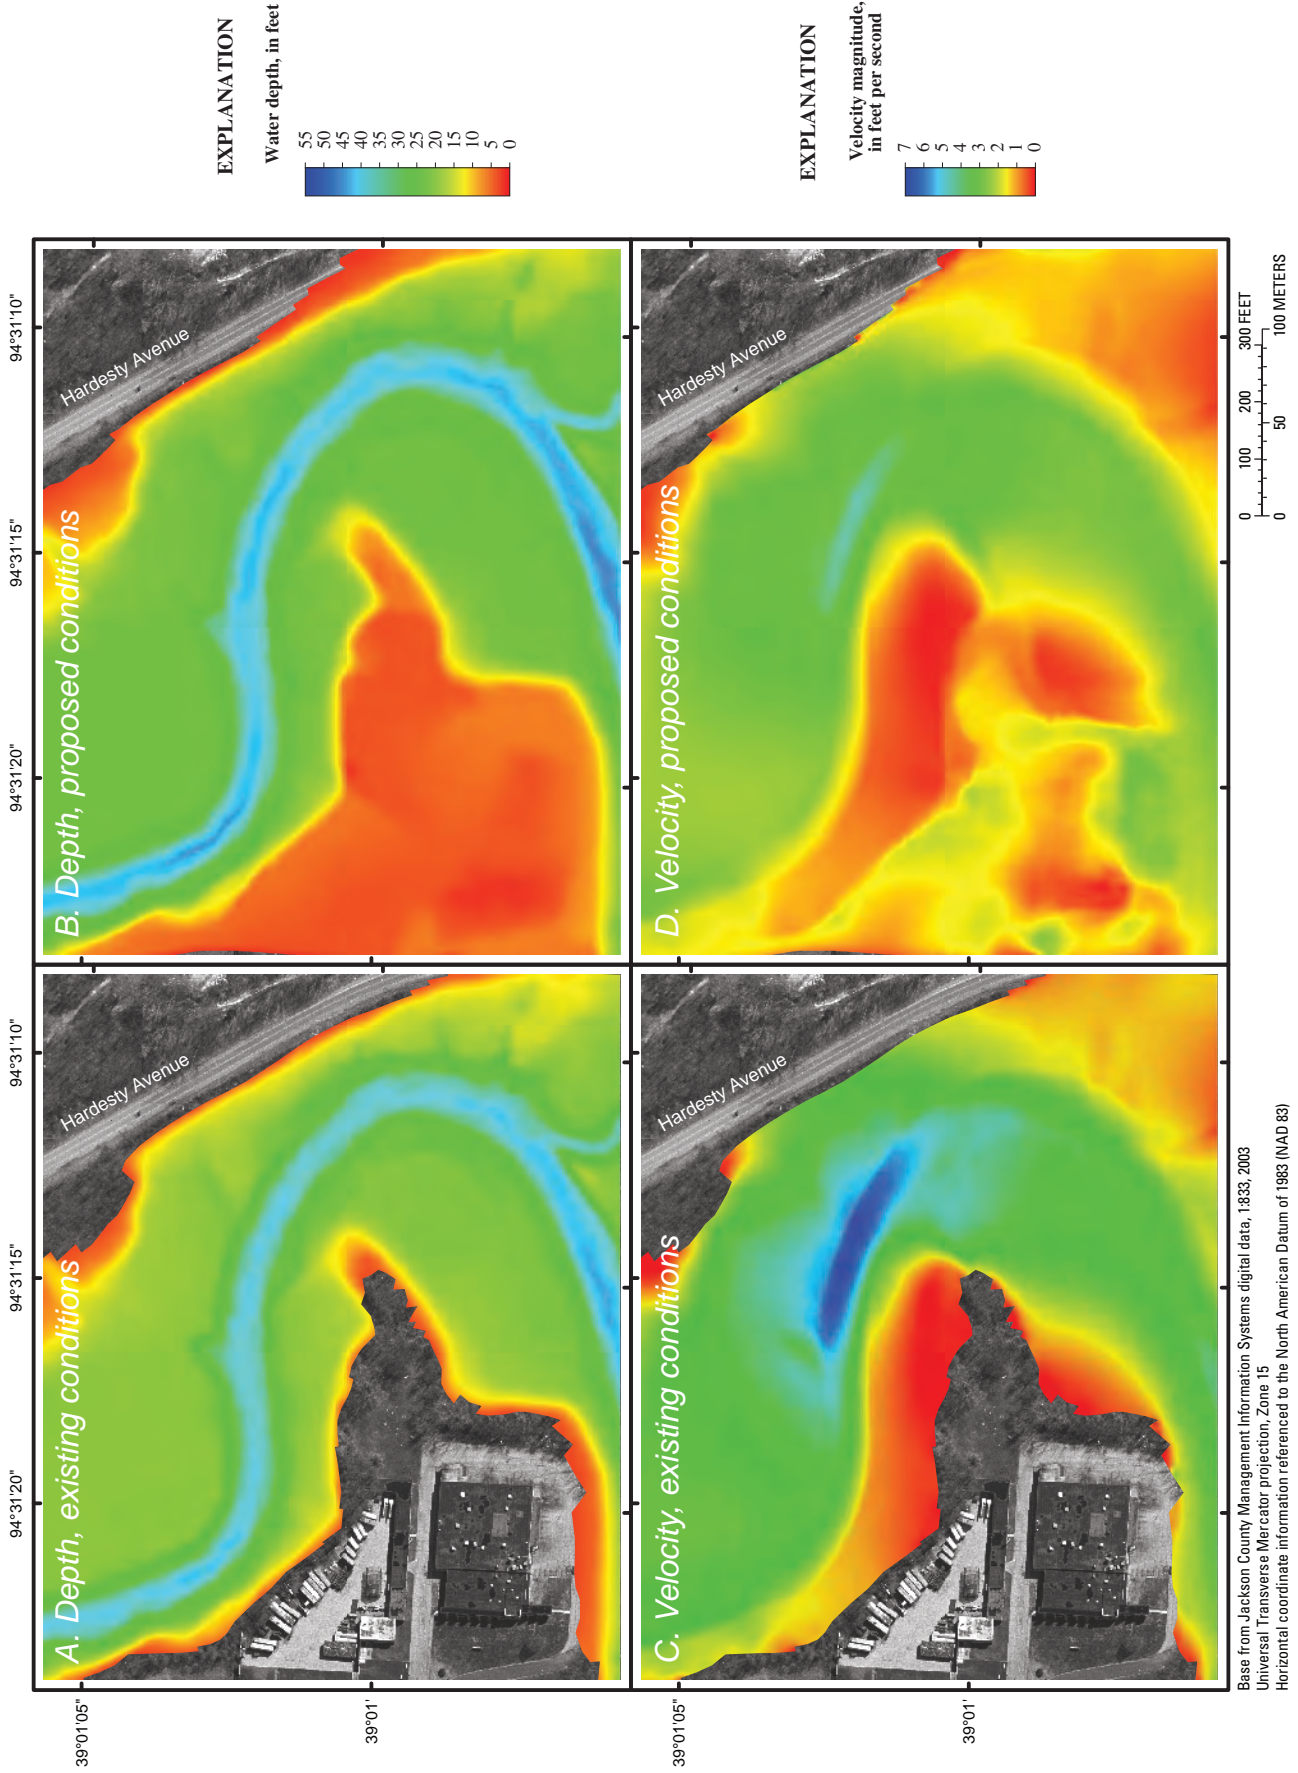 94°31'20"
94°31'15"
94°31'10"
94°31'20"
94°31'15"
94°31'10"
39°01'05"
39°01'
39°01'05"
39°01'
A. Depth, existing conditions
Hardesty Avenue
B. Depth, proposed conditions
Hardesty Avenue
C. Velocity, existing conditions
Hardesty Avenue
D. Velocity, proposed conditions
Hardesty Avenue
EXPLANATION
Water depth, in feet
55
50
45
40
35
30
25
20
15
10
5
0
EXPLANATION
Velocity magnitude,
in feet per second
7
6
5
4
3
2
1
0
Base from Jackson County Management Information Systems digital data, 1:833, 2003
Universal Transverse Mercator projection, Zone 15
Horizontal coordinate information referenced to the North American Datum of 1983 (NAD 83)
0 100 200 300 FEET
0 50 100 METERS